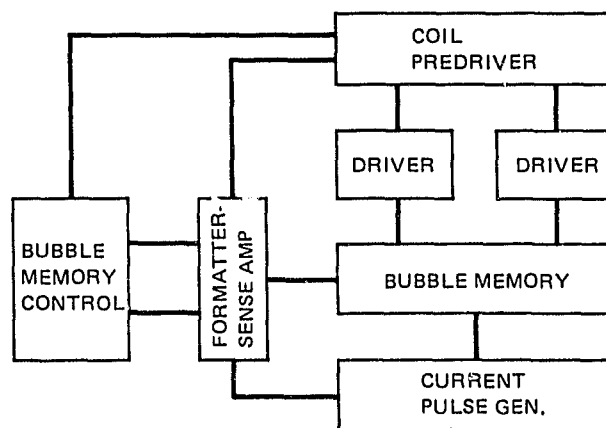 COIL
PREDRIVER
DRIVER
DRIVER
BUBBLE
MEMORY
CONTROL
FORMATTER-
SENSE AMP
BUBBLE MEMORY
CURRENT
PULSE GEN.